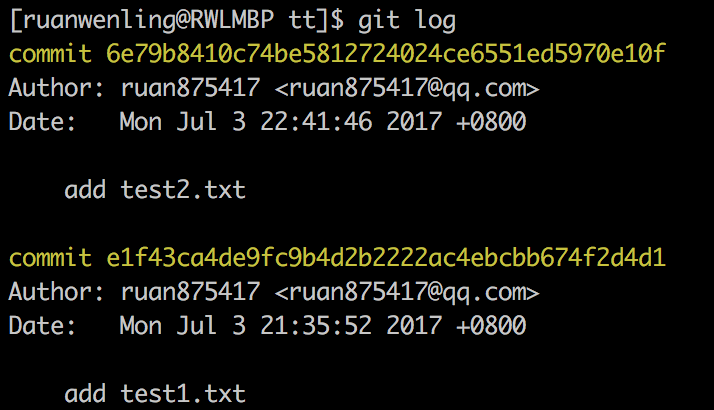 [ruanwenling@RWLMBP tt]$ git log
commit 6e79b8410c74be5812724024ce6551ed5970e10f
Author: ruan875417 <ruan875417@qq.com>
Date:   Mon Jul 3 22:41:46 2017 +0800
    add test2.txt
commit e1f43ca4de9fc9b4d2b2222ac4ebcbb674f2d4d1
Author: ruan875417 <ruan875417@qq.com>
Date:   Mon Jul 3 21:35:52 2017 +0800
    add test1.txt